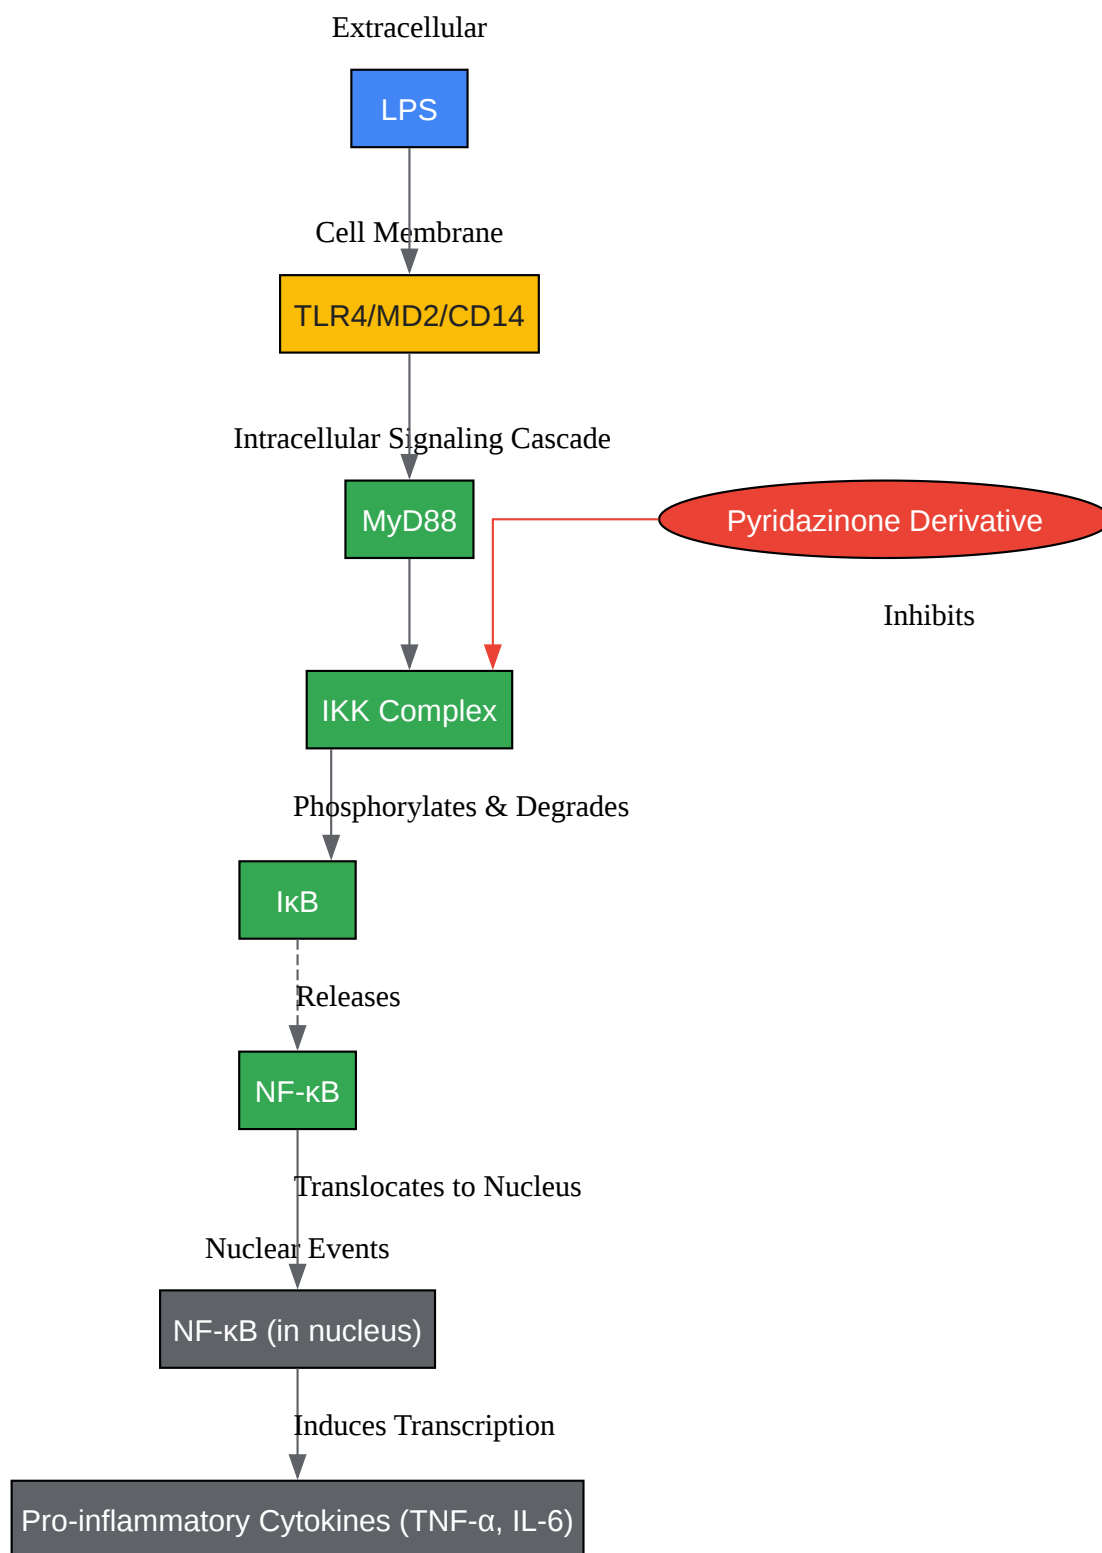 Extracellular
LPS
Cell Membrane
TLR4/MD2/CD14
Intracellular Signaling Cascade
MyD88
Pyridazinone Derivative
Inhibits
IKK Complex
Phosphorylates & Degrades
IκB
Releases
NF-κB
Translocates to Nucleus
Nuclear Events
NF-κB (in nucleus)
Induces Transcription
Pro-inflammatory Cytokines (TNF-α, IL-6)